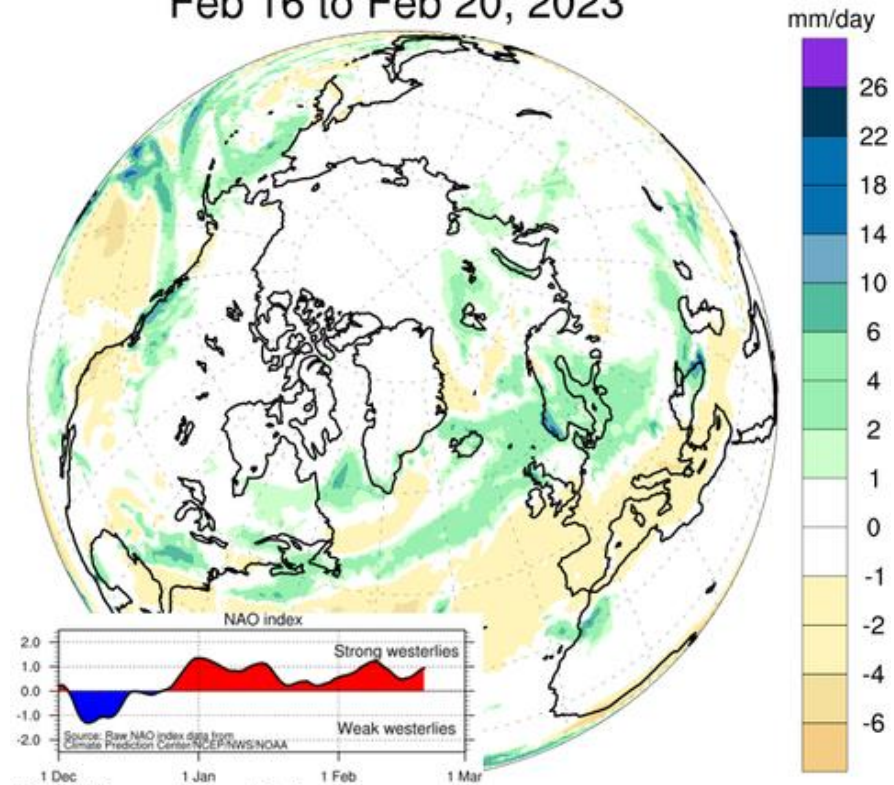 Feb 16 to Feb 20, 2023
mm/day
26
22
18
14
10
6
4
2
1
0
-1
-2
-4
-6
NAO index
2.0
1.0
0.0
-1.0
-2.0
Strong westerlies
Weak westerlies
Source: Raw NAO index data from
Climate Prediction Center/NCEP/NWS/NOAA
1 Dec 1 Jan 1 Feb 1 Mar